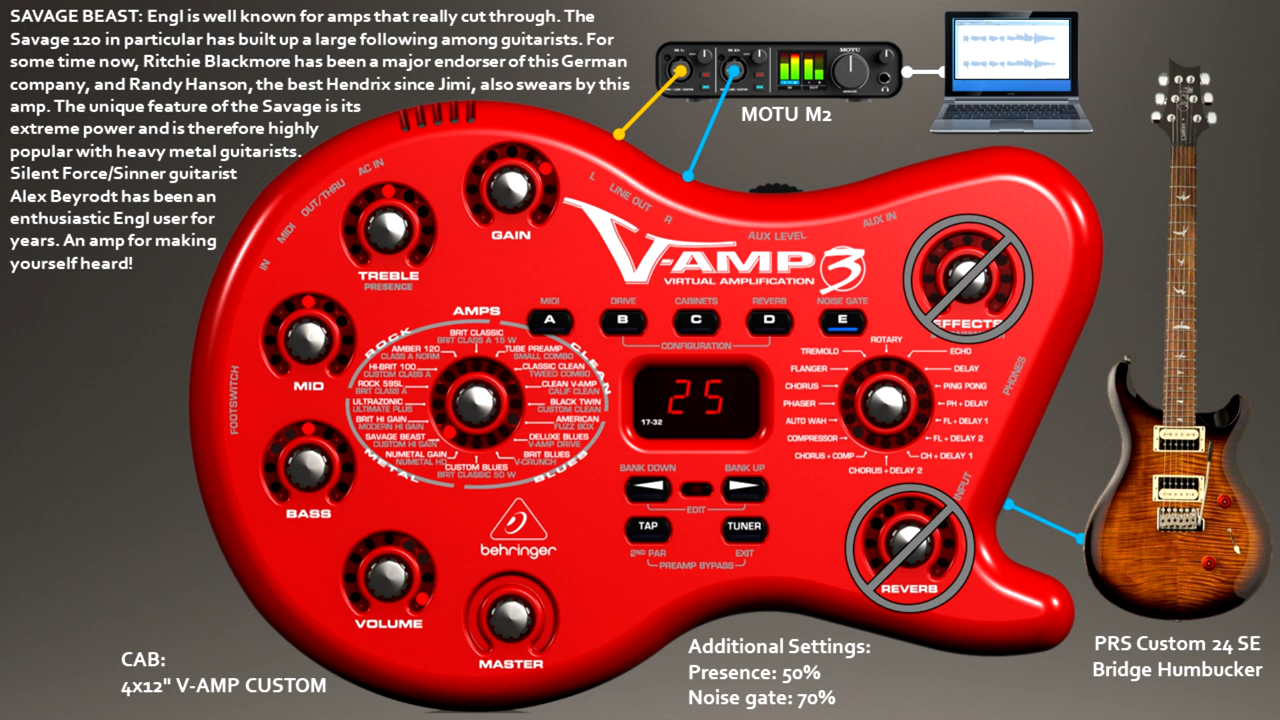 SAVAGE BEAST: Engl is well known for amps that really cut through. The
Savage 120 in particular has built up a large following among guitarists. For
some time now, Ritchie Blackmore has been a major endorser of this German
company, and Randy Hanson, the best Hendrix since Jimi, also swears by this
amp. The unique feature of the Savage is its
extreme power and is therefore highly
popular with heavy metal guitarists.
Silent Force/Sinner guitarist
Alex Beyrodt has been an
enthusiastic Engl user for
years. An amp for making
yourself heard!
MOTU
MOTU M2
IN
MIDI
OUT/THRU
AC IN
L
LINE OUT
R
AUX LEVEL
AUX IN
GAIN
TREBLE
PRESENCE
V-AMP 3
VIRTUAL AMPLIFICATION
EFFECTS
MID
FOOTSWITCH
BASS
AMPS
ROCK
CLEAN
METAL
BLUES
BRIT CLASSIC
BRIT CLASS A 15 W
AMBER 120
CLASS A NORM
HI-BRIT 100
CUSTOM CLASS A
ROCK 59SL
BRIT CLASS A
ULTRAZONIC
ULTIMATE PLUS
BRIT HI GAIN
MODERN HI GAIN
SAVAGE BEAST
CUSTOM HI GAIN
NUMETAL GAIN
NUMETAL HG
CUSTOM BLUES
BRIT CLASSIC 50 W
TUBE PREAMP
SMALL COMBO
CLASSIC CLEAN
TWEED COMBO
CLEAN V-AMP
CALIF CLEAN
BLACK TWIN
CUSTOM CLEAN
AMERICAN
FUZZ BOX
DELUXE BLUES
V-AMP DRIVE
BRIT BLUES
V-CRUNCH
MIDI
DRIVE
CABINETS
REVERB
NOISE GATE
A
B
C
D
E
CONFIGURATION
25
17-32
BANK DOWN
BANK UP
EDIT
TAP
TUNER
2ND PAR
EXIT
PREAMP BYPASS
ROTARY
TREMOLO
FLANGER
CHORUS
PHASER
AUTO WAH
COMPRESSOR
CHORUS + COMP
CHORUS + DELAY 2
ECHO
DELAY
PING PONG
PH + DELAY
FL + DELAY 1
FL + DELAY 2
CH + DELAY 1
PHONES
INPUT
REVERB
behringer
VOLUME
MASTER
CAB:
4x12" V-AMP CUSTOM
Additional Settings:
Presence: 50%
Noise gate: 70%
PRS Custom 24 SE
Bridge Humbucker